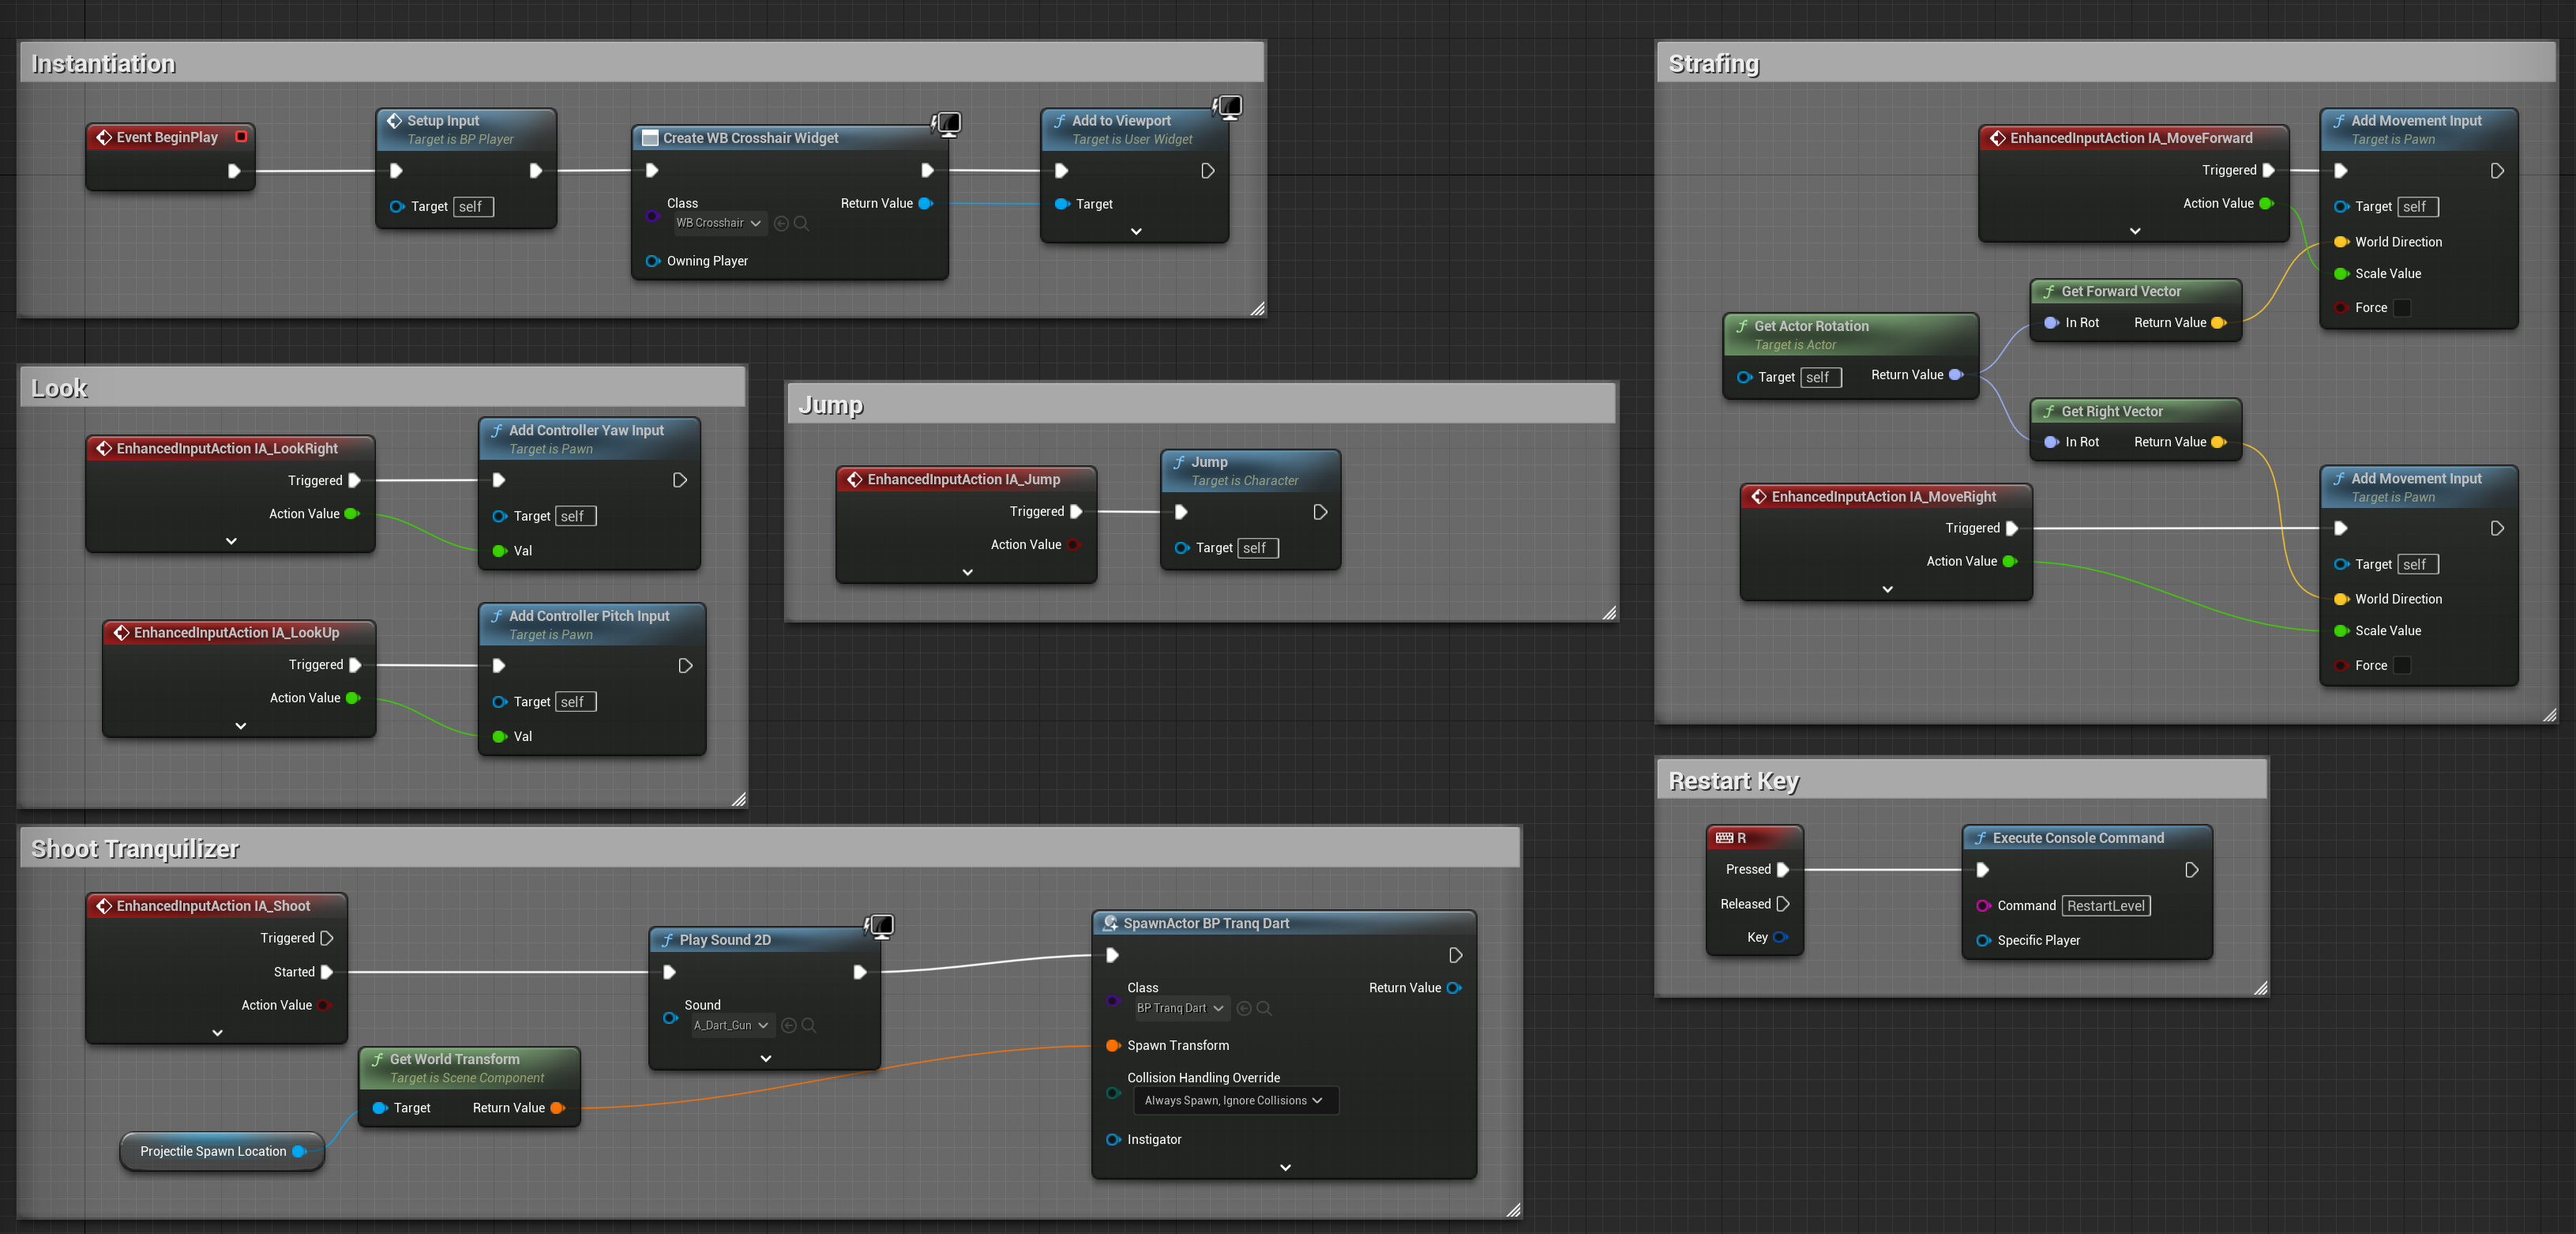 Instantiation
Event BeginPlay
Setup Input
Target is BP Player
Target self
Create WB Crosshair Widget
Class
WB Crosshair
Return Value
Owning Player
Add to Viewport
Target is User Widget
Target
Look
EnhancedInputAction IA_LookRight
Triggered
Action Value
Add Controller Yaw Input
Target is Pawn
Target self
Val
EnhancedInputAction IA_LookUp
Triggered
Action Value
Add Controller Pitch Input
Target is Pawn
Target self
Val
Jump
EnhancedInputAction IA_Jump
Triggered
Action Value
Jump
Target is Character
Target self
Strafing
EnhancedInputAction IA_MoveForward
Triggered
Action Value
Add Movement Input
Target is Pawn
Target self
World Direction
Scale Value
Force
Get Actor Rotation
Target is Actor
Target self Return Value
Get Forward Vector
In Rot Return Value
Get Right Vector
In Rot Return Value
EnhancedInputAction IA_MoveRight
Triggered
Action Value
Add Movement Input
Target is Pawn
Target self
World Direction
Scale Value
Force
Shoot Tranquilizer
EnhancedInputAction IA_Shoot
Triggered
Started
Action Value
Get World Transform
Target is Scene Component
Target Return Value
Projectile Spawn Location
Play Sound 2D
Sound
A_Dart_Gun
SpawnActor BP Tranq Dart
Class
BP Tranq Dart
Return Value
Spawn Transform
Collision Handling Override
Always Spawn, Ignore Collisions
Instigator
Restart Key
R
Pressed
Released
Key
Execute Console Command
Command RestartLevel
Specific Player